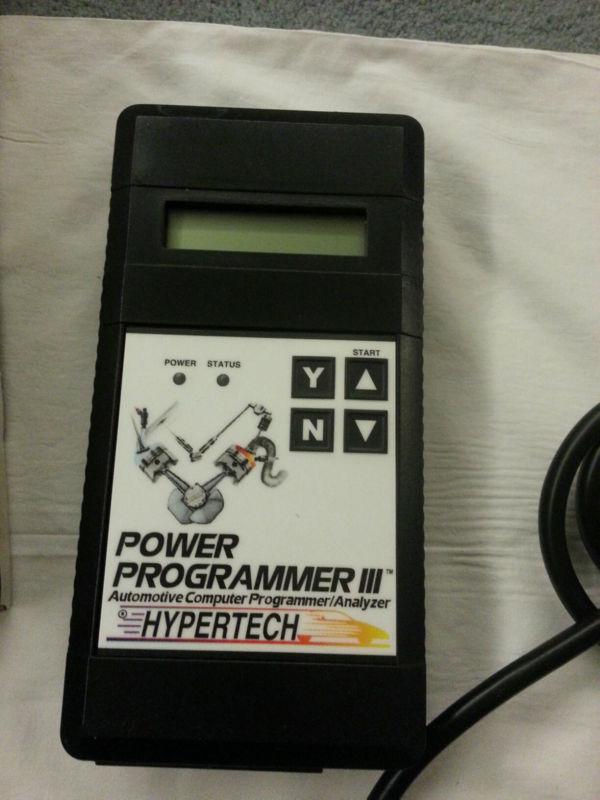 START
POWER STATUS
Y ▲
N ▼
POWER
PROGRAMMER III™
Automotive Computer Programmer/Analyzer
® HYPERTECH